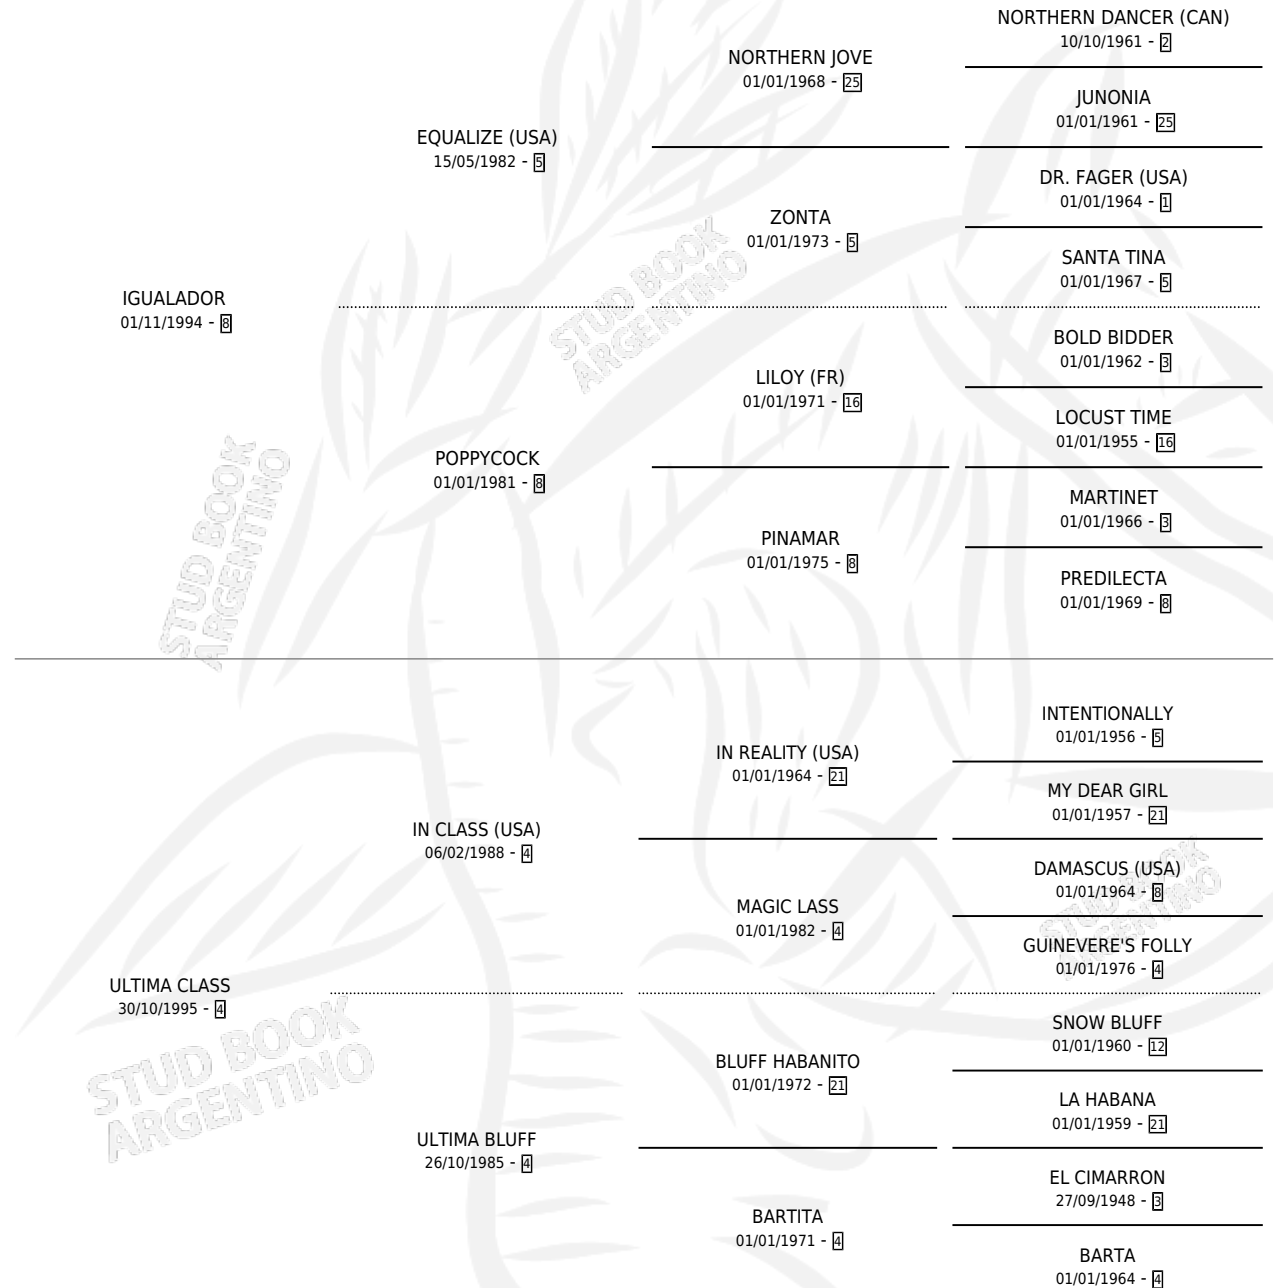 NORTHERN DANCER (CAN)
10/10/1961 - 2
NORTHERN JOVE
01/01/1968 - 25
JUNONIA
01/01/1961 - 25
EQUALIZE (USA)
15/05/1982 - 5
DR. FAGER (USA)
01/01/1964 - 1
ZONTA
01/01/1973 - 5
SANTA TINA
01/01/1967 - 5
IGUALADOR
01/11/1994 - 8
BOLD BIDDER
01/01/1962 - 3
LILOY (FR)
01/01/1971 - 16
LOCUST TIME
01/01/1955 - 16
POPPYCOCK
01/01/1981 - 8
MARTINET
01/01/1966 - 3
PINAMAR
01/01/1975 - 8
PREDILECTA
01/01/1969 - 8
INTENTIONALLY
01/01/1956 - 5
IN REALITY (USA)
01/01/1964 - 21
MY DEAR GIRL
01/01/1957 - 21
IN CLASS (USA)
06/02/1988 - 4
DAMASCUS (USA)
01/01/1964 - 8
MAGIC LASS
01/01/1982 - 4
GUINEVERE'S FOLLY
01/01/1976 - 4
ULTIMA CLASS
30/10/1995 - 4
SNOW BLUFF
01/01/1960 - 12
BLUFF HABANITO
01/01/1972 - 21
LA HABANA
01/01/1959 - 21
ULTIMA BLUFF
26/10/1985 - 4
EL CIMARRON
27/09/1948 - 3
BARTITA
01/01/1971 - 4
BARTA
01/01/1964 - 4
STUD BOOK
ARGENTINO
STUD BOOK
ARGENTINO
STUD BOOK
ARGENTINO
STUD BOOK
ARGENTINO